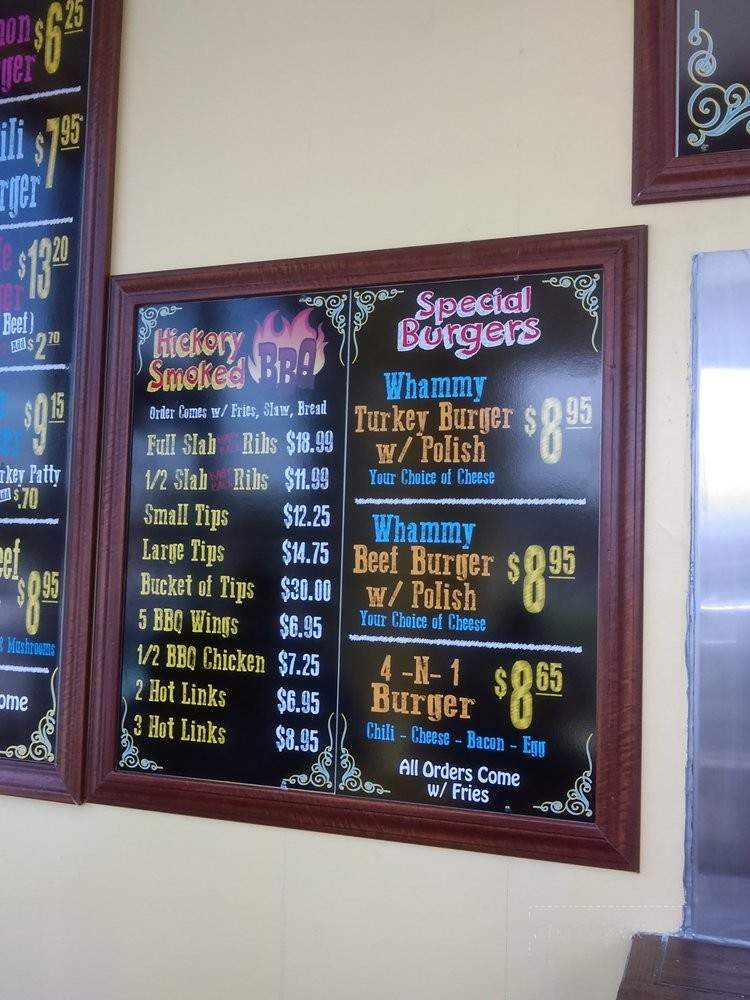 $6.25
$7.95
$13.20
Beef)
Add $2.70
$9.15
Patty
Add $.70
$8.95
Mushrooms
Hickory
Smoked BBQ
Order Comes w/ Fries, Slaw, Bread
Full Slab Ribs $18.99
1/2 Slab Ribs $11.99
Small Tips $12.25
Large Tips $14.75
Bucket of Tips $30.00
5 BBQ Wings $6.95
1/2 BBQ Chicken $7.25
2 Hot Links $6.95
3 Hot Links $8.95
Special
Burgers
Whammy
Turkey Burger
w/ Polish
$8.95
Your Choice of Cheese
Whammy
Beef Burger
w/ Polish
$8.95
Your Choice of Cheese
4 -N- 1
Burger
$8.65
Chili - Cheese - Bacon - Egg
All Orders Come
w/ Fries